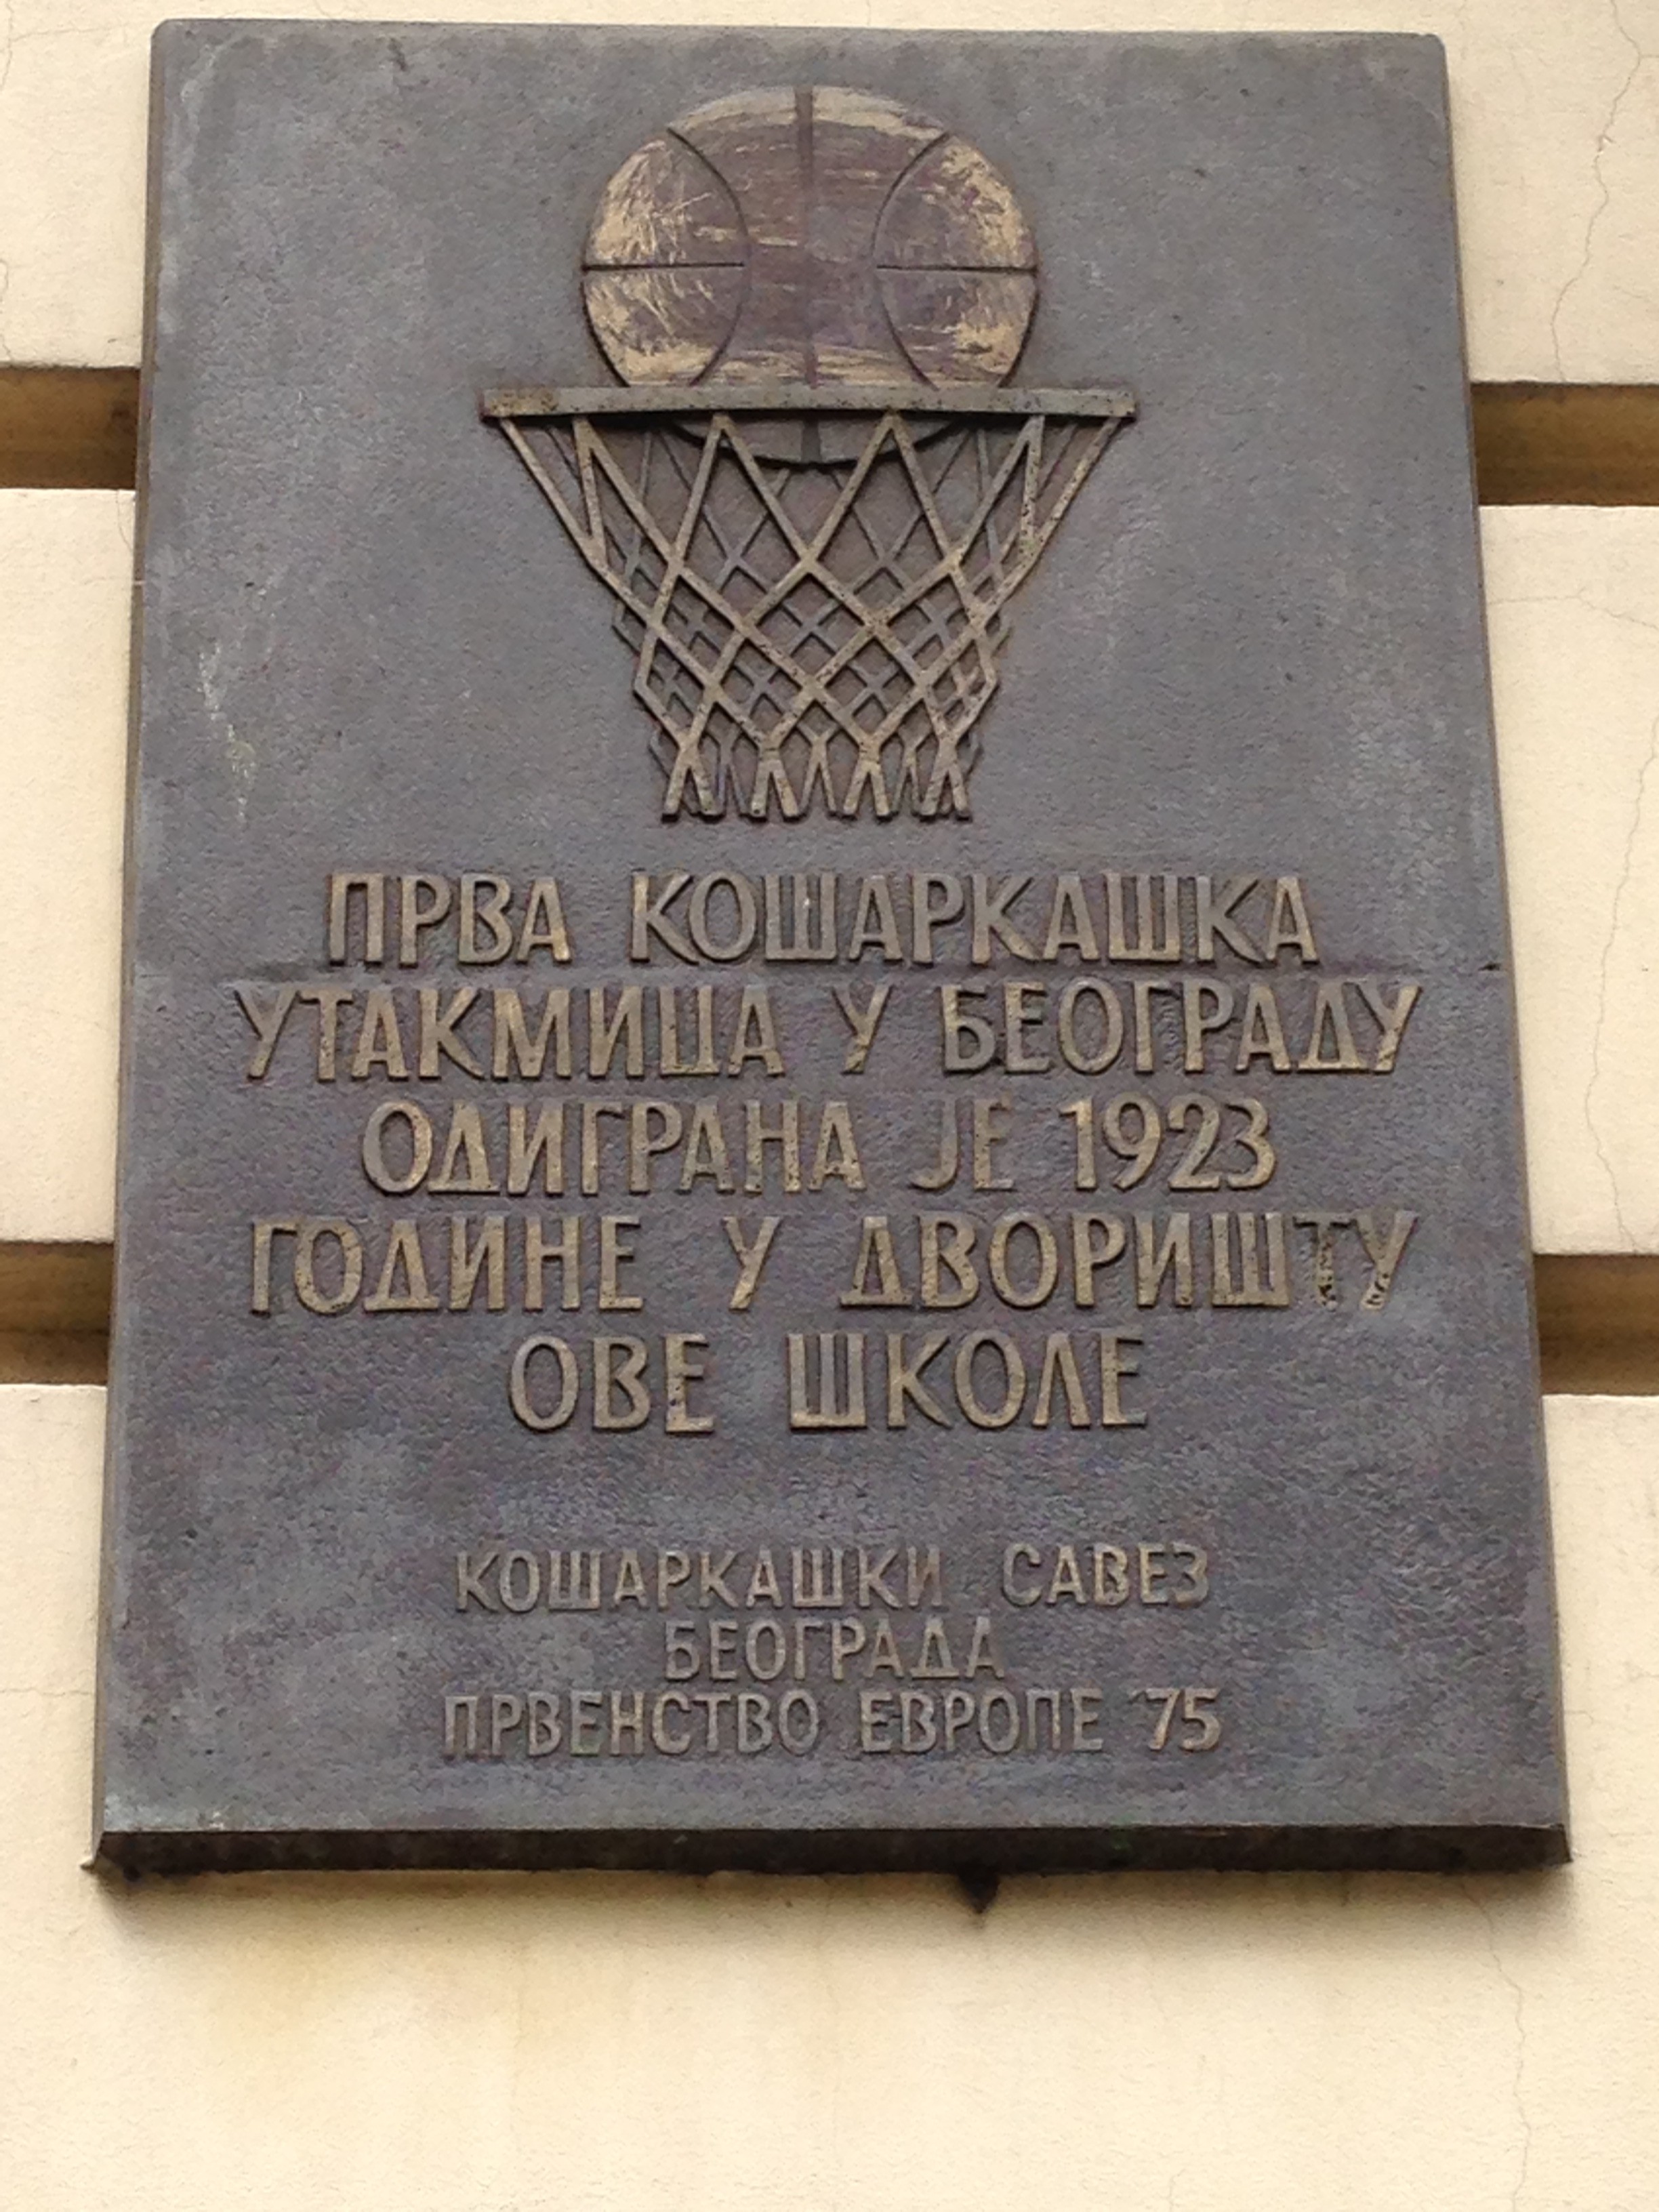 ПРВА КОШАРКАШКА
УТАКМИЦА У БЕОГРАДУ
ОДИГРАНА ЈЕ 1923
ГОДИНЕ У ДВОРИШТУ
ОВЕ ШКОЛЕ
КОШАРКАШКИ САВЕЗ
БЕОГРАДА
ПРВЕНСТВО ЕВРОПЕ '75